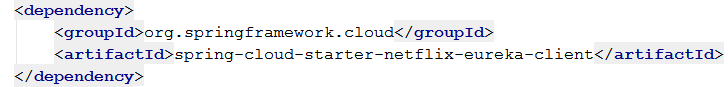 <dependency>
<groupId>org.springframework.cloud</groupId>
<artifactId>spring-cloud-starter-netflix-eureka-client</artifactId>
</dependency>